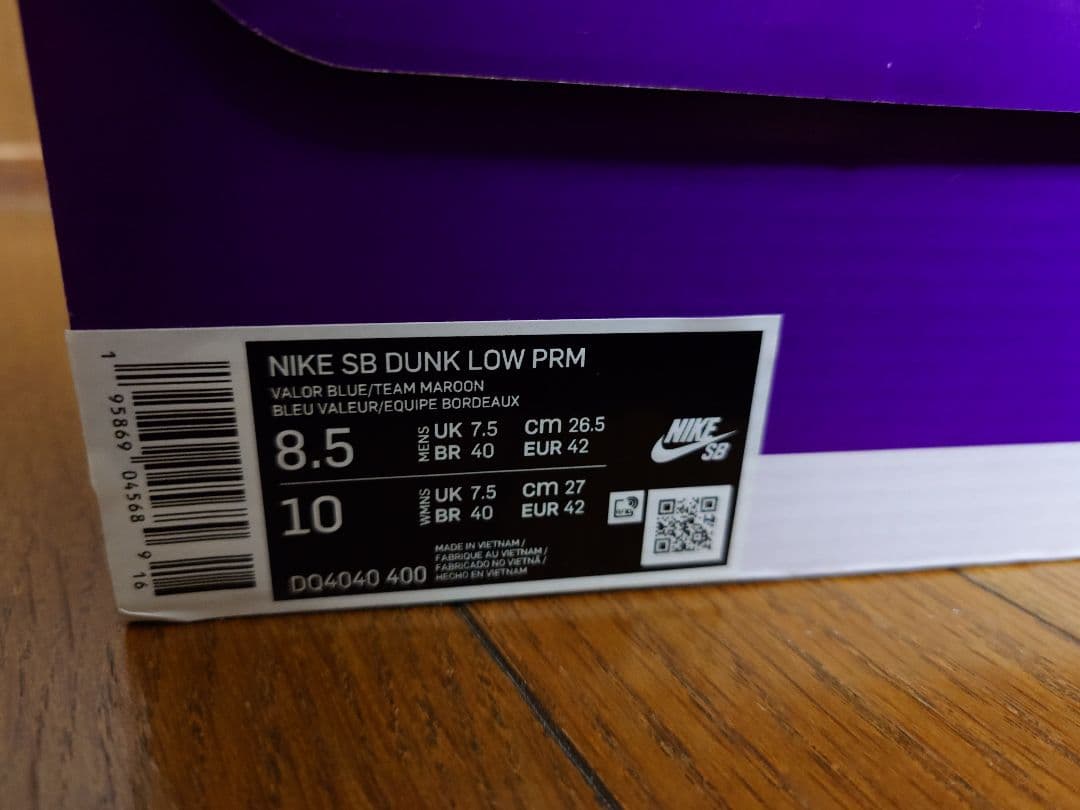 NIKE SB DUNK LOW PRM
VALOR BLUE/TEAM MAROON
BLEU VALEUR/EQUIPE BORDEAUX
8.5
MENS
UK 7.5 cm 26.5
BR 40 EUR 42
10
WMNS
UK 7.5 cm 27
BR 40 EUR 42
DQ4040 400
MADE IN VIETNAM /
FABRIQUE AU VIETNAM /
FABRICADO NO VIETNÃ /
HECHO EN VIETNAM
NIKE
SB
1 95869 04568 9 16